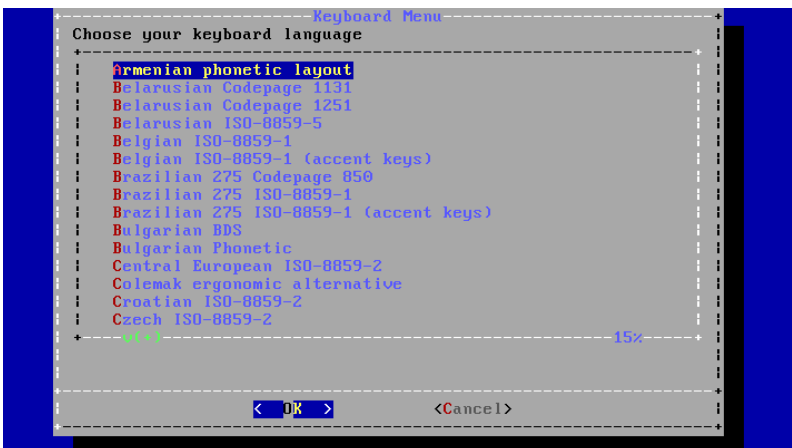 Keyboard Menu
Choose your keyboard language
Armenian phonetic layout
Belarusian Codepage 1131
Belarusian Codepage 1251
Belarusian ISO-8859-5
Belgian ISO-8859-1
Belgian ISO-8859-1 (accent keys)
Brazilian 275 Codepage 850
Brazilian 275 ISO-8859-1
Brazilian 275 ISO-8859-1 (accent keys)
Bulgarian BDS
Bulgarian Phonetic
Central European ISO-8859-2
Colemak ergonomic alternative
Croatian ISO-8859-2
Czech ISO-8859-2
v(+) 15%
< OK > <Cancel>